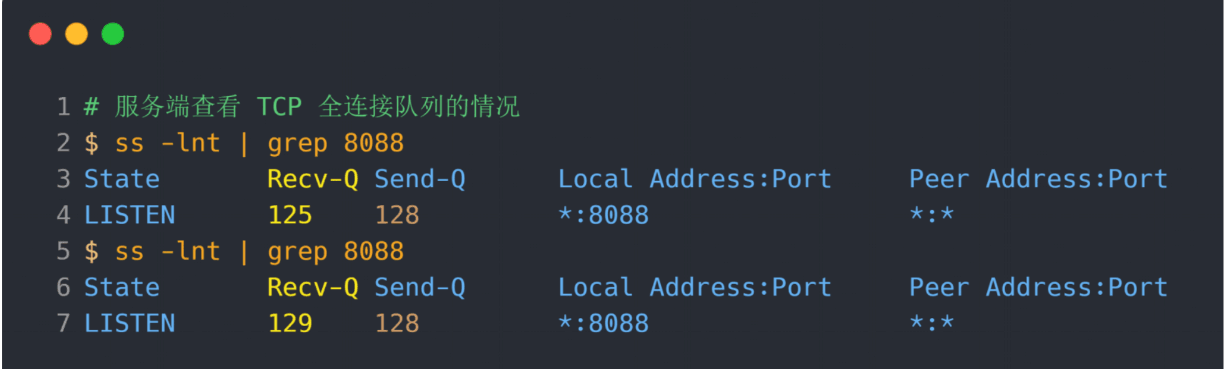 1 # 服务端查看 TCP 全连接队列的情况
2 $ ss -lnt | grep 8088
3 State Recv-Q Send-Q Local Address:Port Peer Address:Port
4 LISTEN 125 128 *:8088 *:*
5 $ ss -lnt | grep 8088
6 State Recv-Q Send-Q Local Address:Port Peer Address:Port
7 LISTEN 129 128 *:8088 *:*